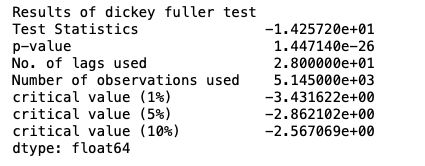 Results of dickey fuller test
Test Statistics                -1.425720e+01
p-value                         1.447140e-26
No. of lags used                2.800000e+01
Number of observations used     5.145000e+03
critical value (1%)            -3.431622e+00
critical value (5%)            -2.862102e+00
critical value (10%)           -2.567069e+00
dtype: float64